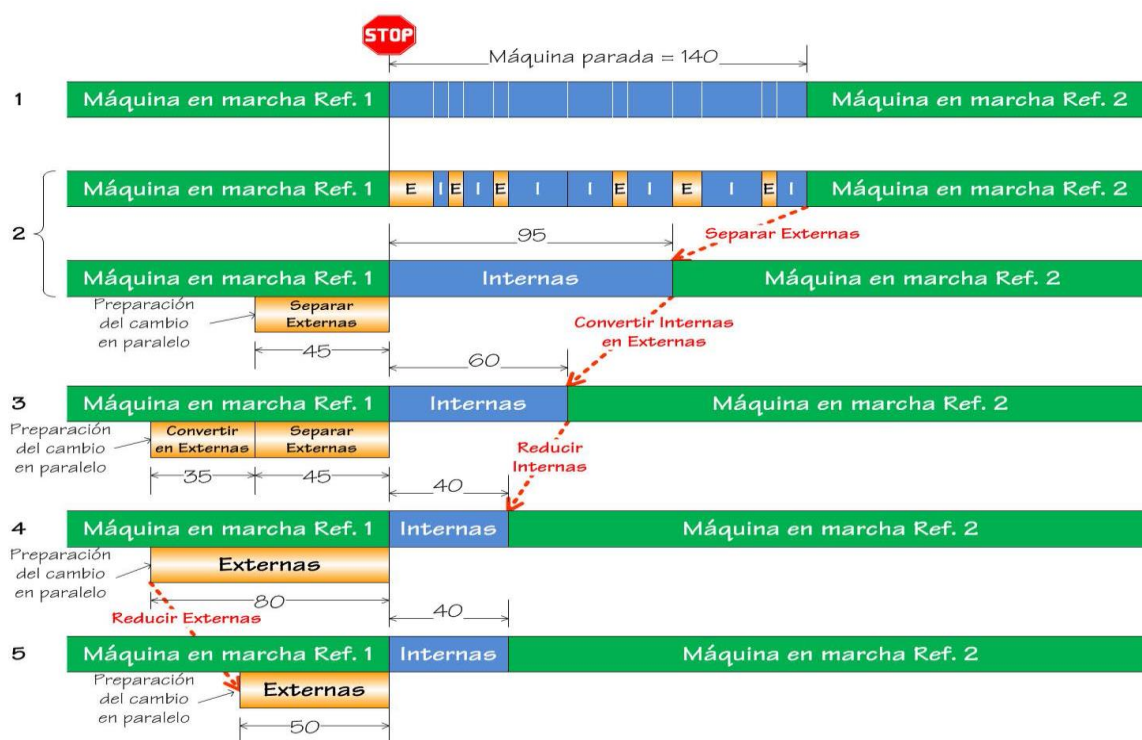 STOP
Máquina parada = 140
1
Máquina en marcha Ref. 1
Máquina en marcha Ref. 2
Máquina en marcha Ref. 1
E
I
E
I
E
I
I
E
I
E
I
E
I
Máquina en marcha Ref. 2
2
95
Separar Externas
Máquina en marcha Ref. 1
Internas
Máquina en marcha Ref. 2
Preparación
del cambio
en paralelo
Separar
Externas
Convertir Internas
en Externas
45
60
3
Máquina en marcha Ref. 1
Internas
Máquina en marcha Ref. 2
Preparación
del cambio
en paralelo
Convertir
en Externas
Separar
Externas
Reducir
Internas
35
45
40
4
Máquina en marcha Ref. 1
Internas
Máquina en marcha Ref. 2
Preparación
del cambio
en paralelo
Externas
80
40
Reducir Externas
5
Máquina en marcha Ref. 1
Internas
Máquina en marcha Ref. 2
Preparación
del cambio
en paralelo
Externas
50